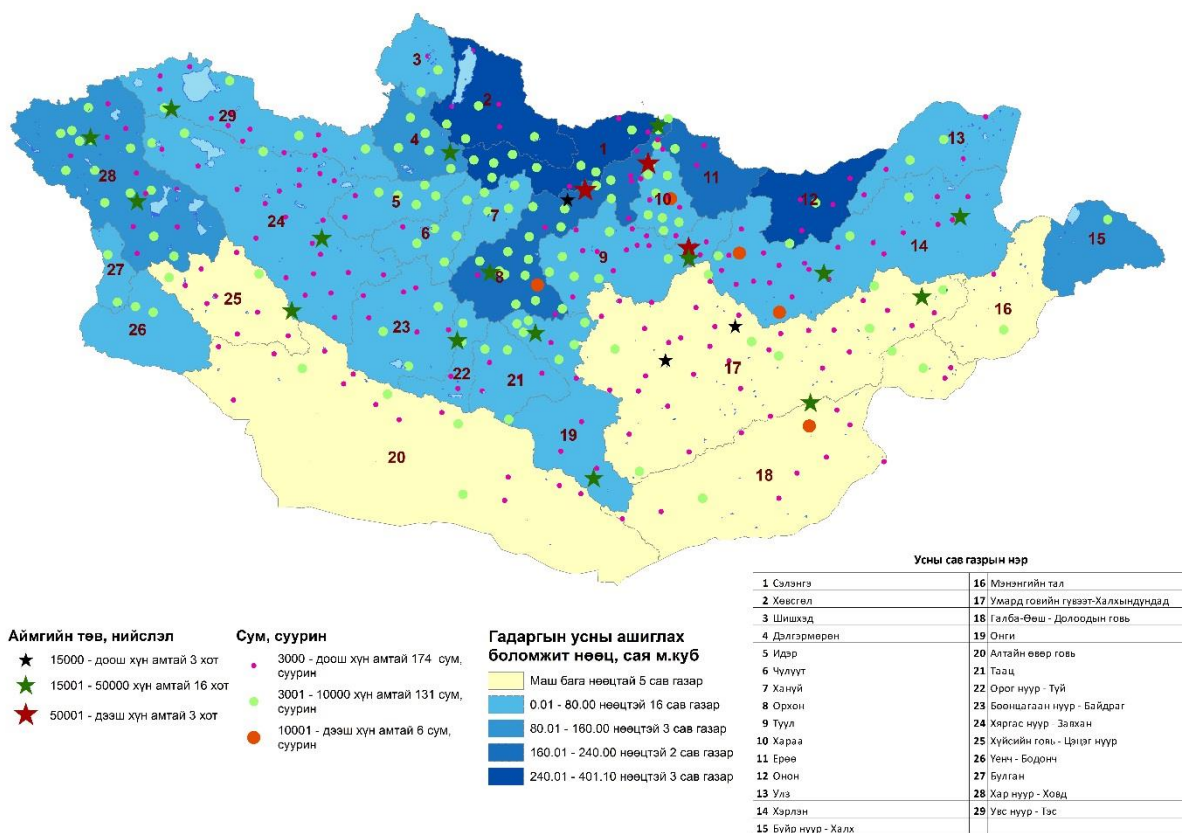 3
2
29
1
13
4
11
28
12
10
5
7
24
14
15
6
9
8
27
25
16
23
26
17
22
21
19
20
18
Аймгийн төв, нийслэл
15000 - доош хүн амтай 3 хот
15001 - 50000 хүн амтай 16 хот
50001 - дээш хүн амтай 3 хот
Сум, суурин
3000 - доош хүн амтай 174 сум,
суурин
3001 - 10000 хүн амтай 131 сум,
суурин
10001 - дээш хүн амтай 6 сум,
суурин
Гадаргын усны ашиглах
боломжит нөөц, сая м.куб
Маш бага нөөцтэй 5 сав газар
0.01 - 80.00 нөөцтэй 16 сав газар
80.01 - 160.00 нөөцтэй 3 сав газар
160.01 - 240.00 нөөцтэй 2 сав газар
240.01 - 401.10 нөөцтэй 3 сав газар
Усны сав газрын нэр
1 Сэлэнгэ
2 Хөвсгөл
3 Шишхэд
4 Дэлгэрмөрөн
5 Идэр
6 Чулуут
7 Хануй
8 Орхон
9 Туул
10 Хараа
11 Ерөө
12 Онон
13 Улз
14 Хэрлэн
15 Буйр нуур - Халх
16 Мэнэнгийн тал
17 Умард говийн гүвээт-Халхындундад
18 Галба-Өөш - Долоодын говь
19 Онги
20 Алтайн өвөр говь
21 Таац
22 Орог нуур - Түй
23 Бөөнцагаан нуур - Байдраг
24 Хяргас нуур - Завхан
25 Хүйсийн говь - Цэцэг нуур
26 Үенч - Бодонч
27 Булган
28 Хар нуур - Ховд
29 Увс нуур - Тэс